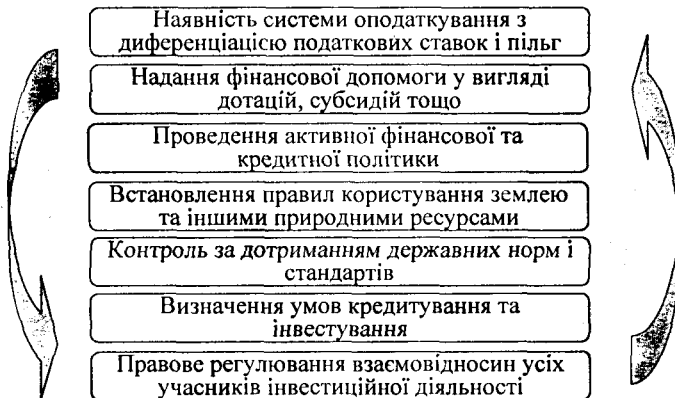 Наявність системи оподаткування з
диференціацією податкових ставок і пільг
Надання фінансової допомоги у вигляді
дотацій, субсидій тощо
Проведення активної фінансової та
кредитної політики
Встановлення правил користування землею
та іншими природними ресурсами
Контроль за дотриманням державних норм і
стандартів
Визначення умов кредитування та
інвестування
Правове регулювання взаємовідносин усіх
учасників інвестиційної діяльності